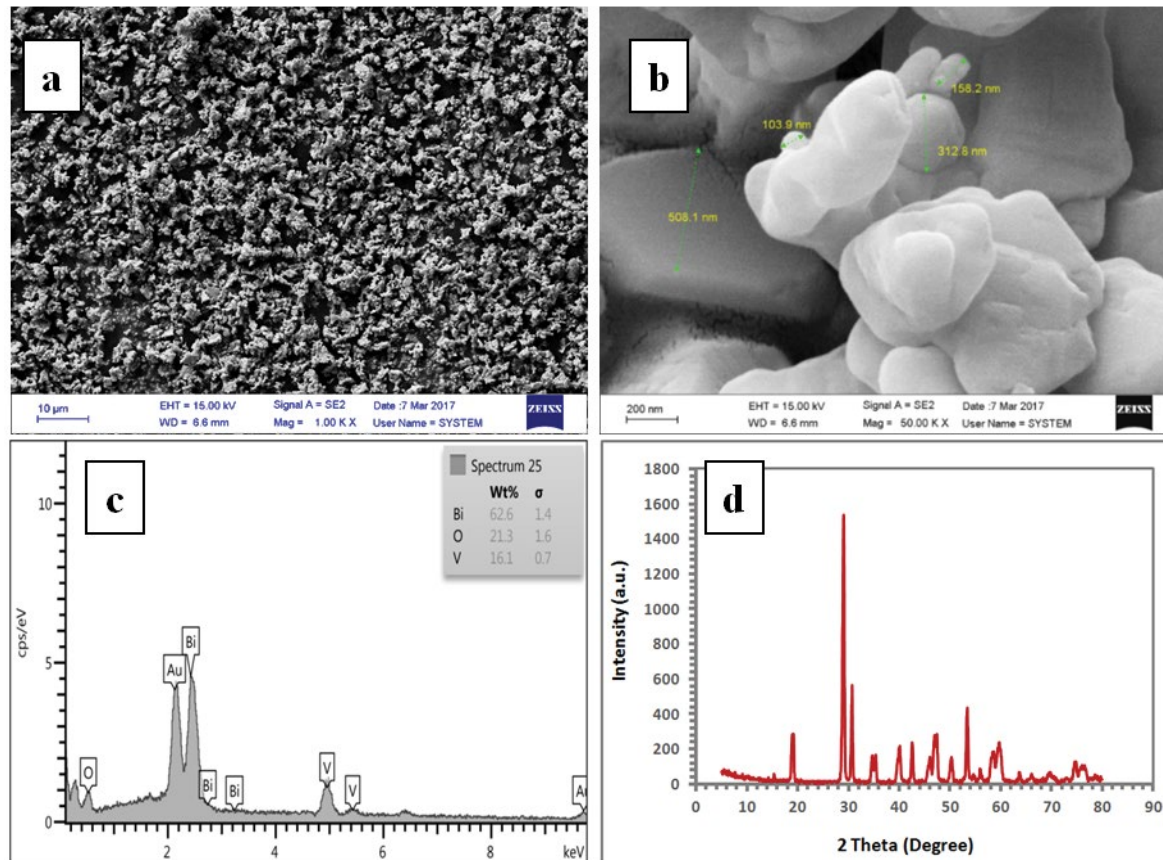 a
10 µm
EHT = 15.00 kV Signal A = SE2 Date :7 Mar 2017
WD = 6.6 mm Mag = 1.00 K X User Name = SYSTEM
ZEISS
b
158.2 nm
103.9 nm
312.8 nm
508.1 nm
200 nm
EHT = 15.00 kV Signal A = SE2 Date :7 Mar 2017
WD = 6.6 mm Mag = 50.00 K X User Name = SYSTEM
ZEISS
c
Spectrum 25
Wt% σ
Bi 62.6 1.4
O 21.3 1.6
V 16.1 0.7
10
cps/eV
5
Bi
Au
O
Bi
Bi
V
V
0
2 4 6 8 keV
d
1800
1600
1400
1200
1000
800
600
400
200
0
Intensity (a.u.)
0 10 20 30 40 50 60 70 80 90
2 Theta (Degree)